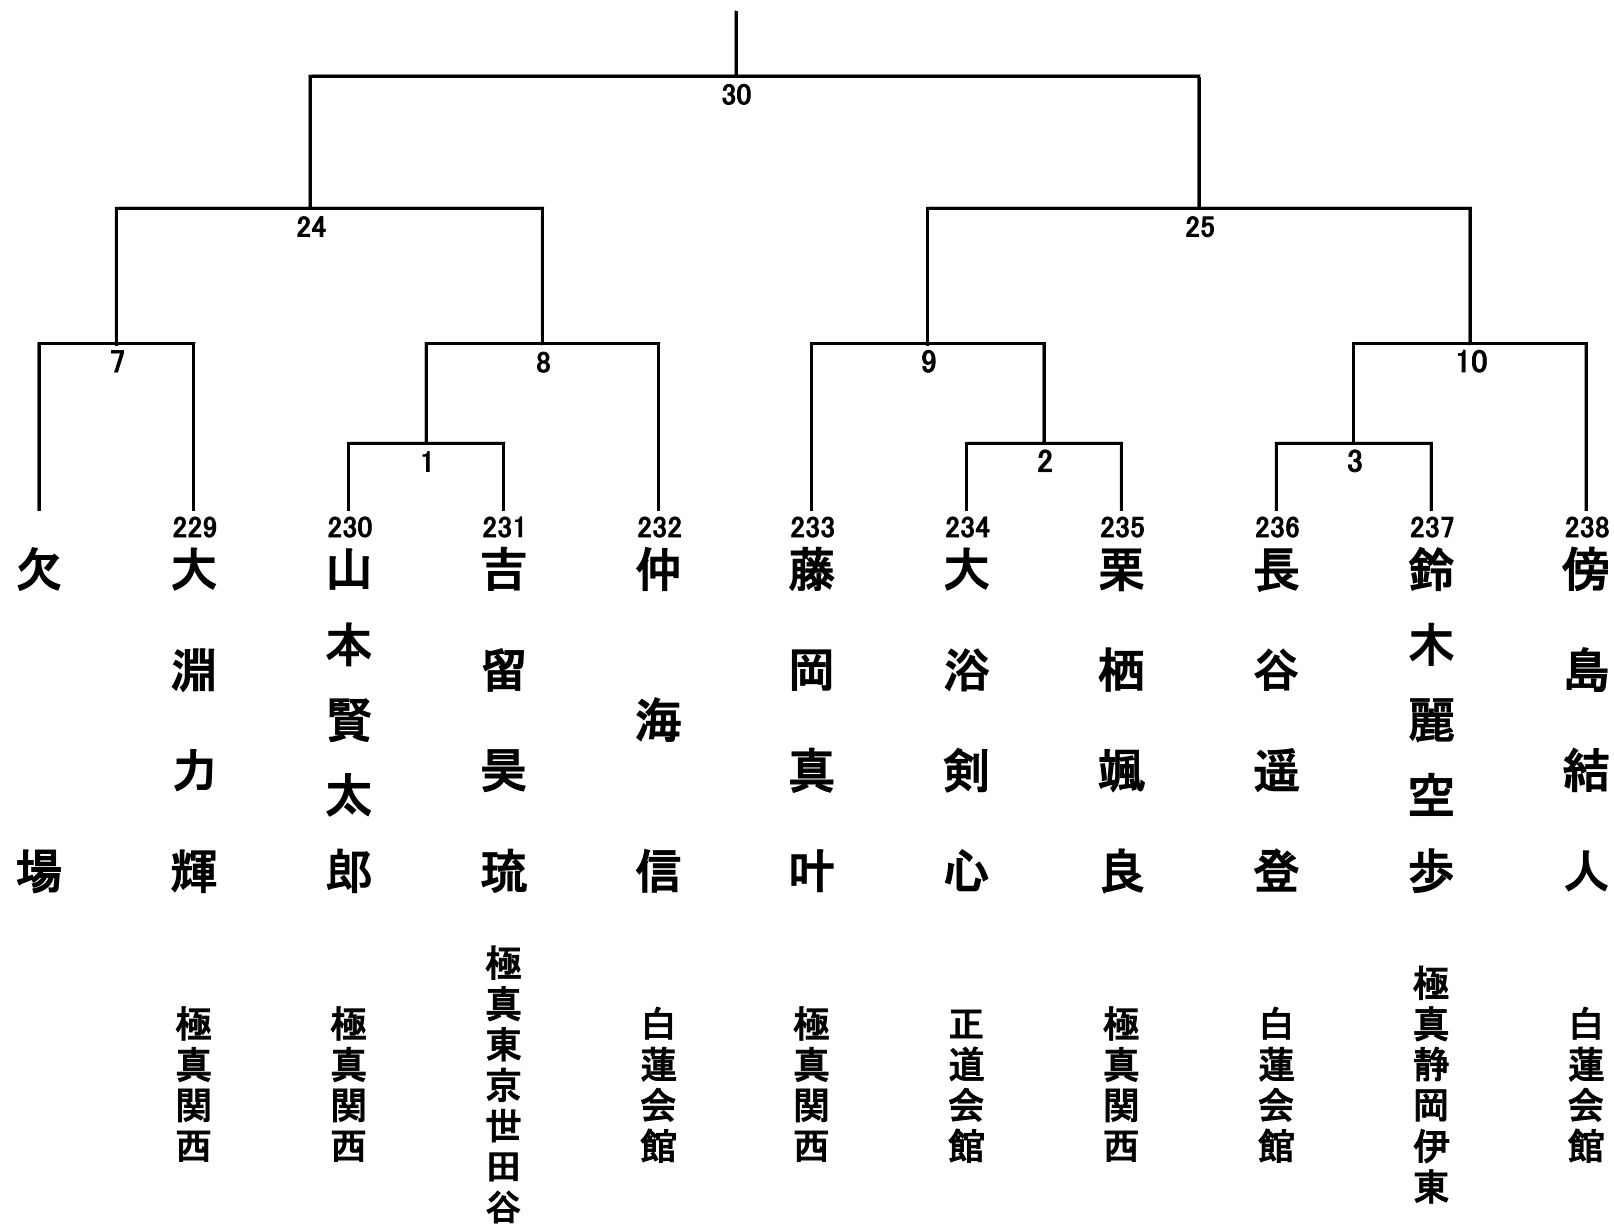 30
24
25
7
8
9
10
1
2
3
欠場
229
大淵力輝
極真関西
230
山本賢太郎
極真関西
231
吉留昊琉
極真東京世田谷
232
仲海信
白蓮会館
233
藤岡真叶
極真関西
234
大浴剣心
正道会館
235
栗栖颯良
極真関西
236
長谷遥登
白蓮会館
237
鈴木麗空歩
極真静岡伊東
238
傍島結人
白蓮会館